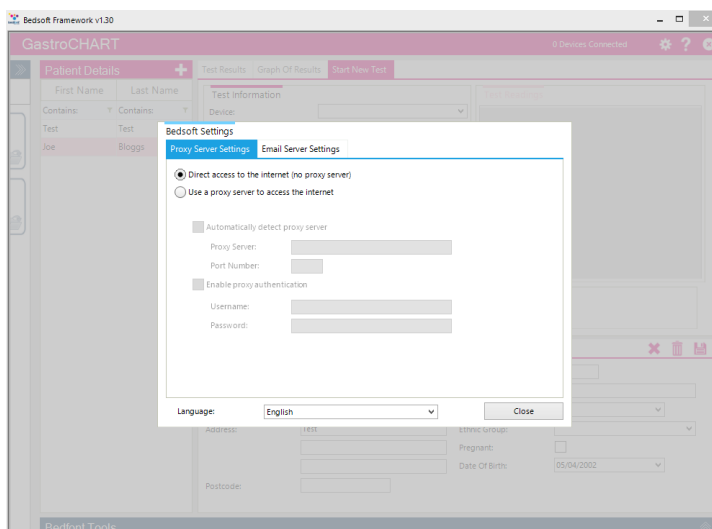 Bedsoft Framework v1.30
GastroCHART
0 Devices Connected
Patient Details
Test Results Graph Of Results Start New Test
First Name Last Name
Test Information
Contains: Contains:
Device:
Test Test
Joe Bloggs
Bedsoft Settings
Proxy Server Settings Email Server Settings
Direct access to the internet (no proxy server)
Use a proxy server to access the internet
Automatically detect proxy server
Proxy Server:
Port Number:
Enable proxy authentication
Username:
Password:
Language: English Close
Address: Test Ethnic Group:
Pregnant:
Date Of Birth: 05/04/2002
Postcode:
Bedfont Tools